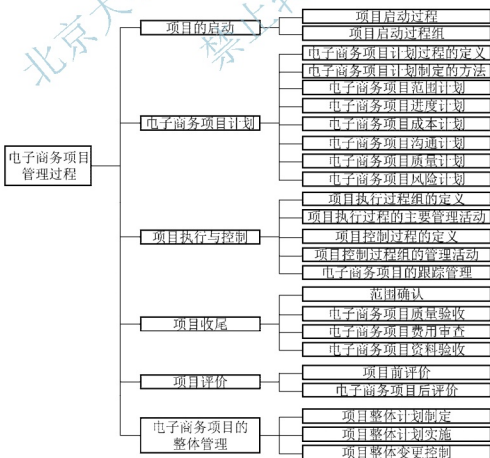 北京大
禁止
项目的启动
项目启动过程
项目启动过程组
电子商务项目计划
电子商务项目计划过程的定义
电子商务项目计划制定的方法
电子商务项目范围计划
电子商务项目进度计划
电子商务项目成本计划
电子商务项目沟通计划
电子商务项目质量计划
电子商务项目风险计划
电子商务项目
管理过程
项目执行与控制
项目执行过程组的定义
项目执行过程的主要管理活动
项目控制过程的定义
项目控制过程组的管理活动
电子商务项目的跟踪管理
项目收尾
范围确认
电子商务项目质量验收
电子商务项目费用审查
电子商务项目资料验收
项目评价
项目前评价
电子商务项目后评价
电子商务项目的
整体管理
项目整体计划制定
项目整体计划实施
项目整体变更控制